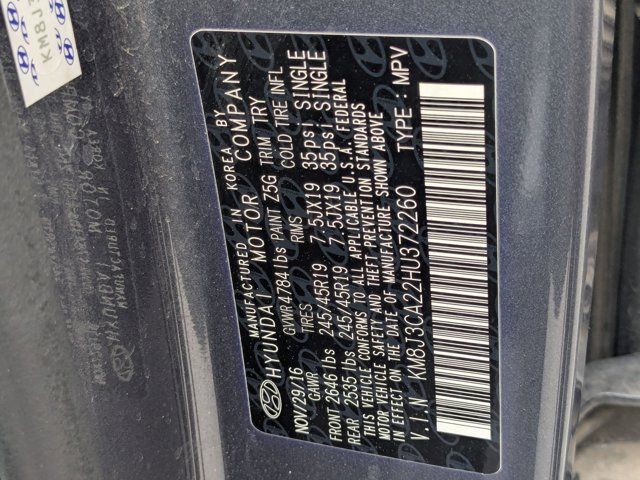 MANUFACTURED IN KOREA BY
HYUNDAI MOTOR COMPANY
NOV/29/16 GVWR 4784 lbs PAINT Z5G TRIM TRY
GAWR TIRES RIMS COLD TIRE INFL
FRONT 2646 lbs 245/45R19 7.5JX19 35psi SINGLE
REAR 2535 lbs 245/45R19 7.5JX19 35psi SINGLE
THIS VEHICLE CONFORMS TO ALL APPLICABLE U.S.A. FEDERAL
MOTOR VEHICLE SAFETY AND THEFT PREVENTION STANDARDS
IN EFFECT ON THE DATE OF MANUFACTURE SHOWN ABOVE
V.I.N : KM8J3CA22HU372260 TYPE : MPV
KM8J3